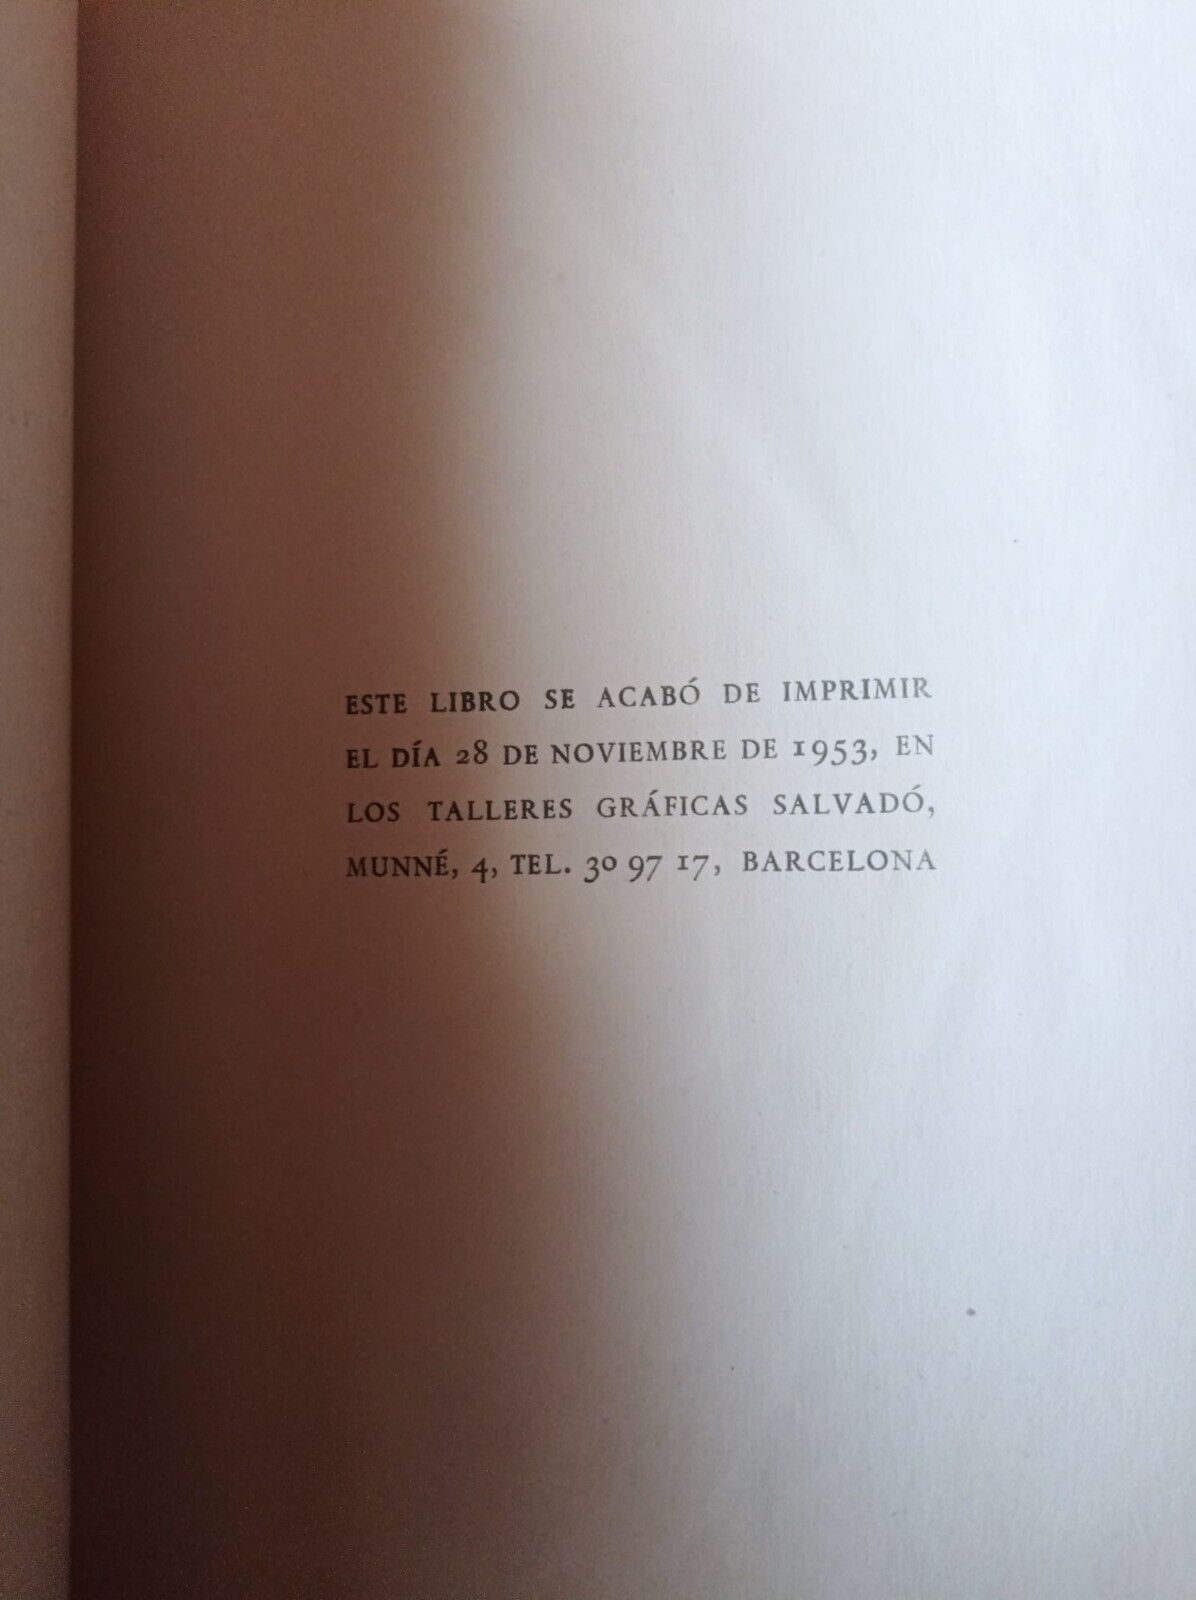 ESTE LIBRO SE ACABÓ DE IMPRIMIR
EL DÍA 28 DE NOVIEMBRE DE 1953, EN
LOS TALLERES GRÁFICAS SALVADÓ,
MUNNÉ, 4, TEL. 30 97 17, BARCELONA